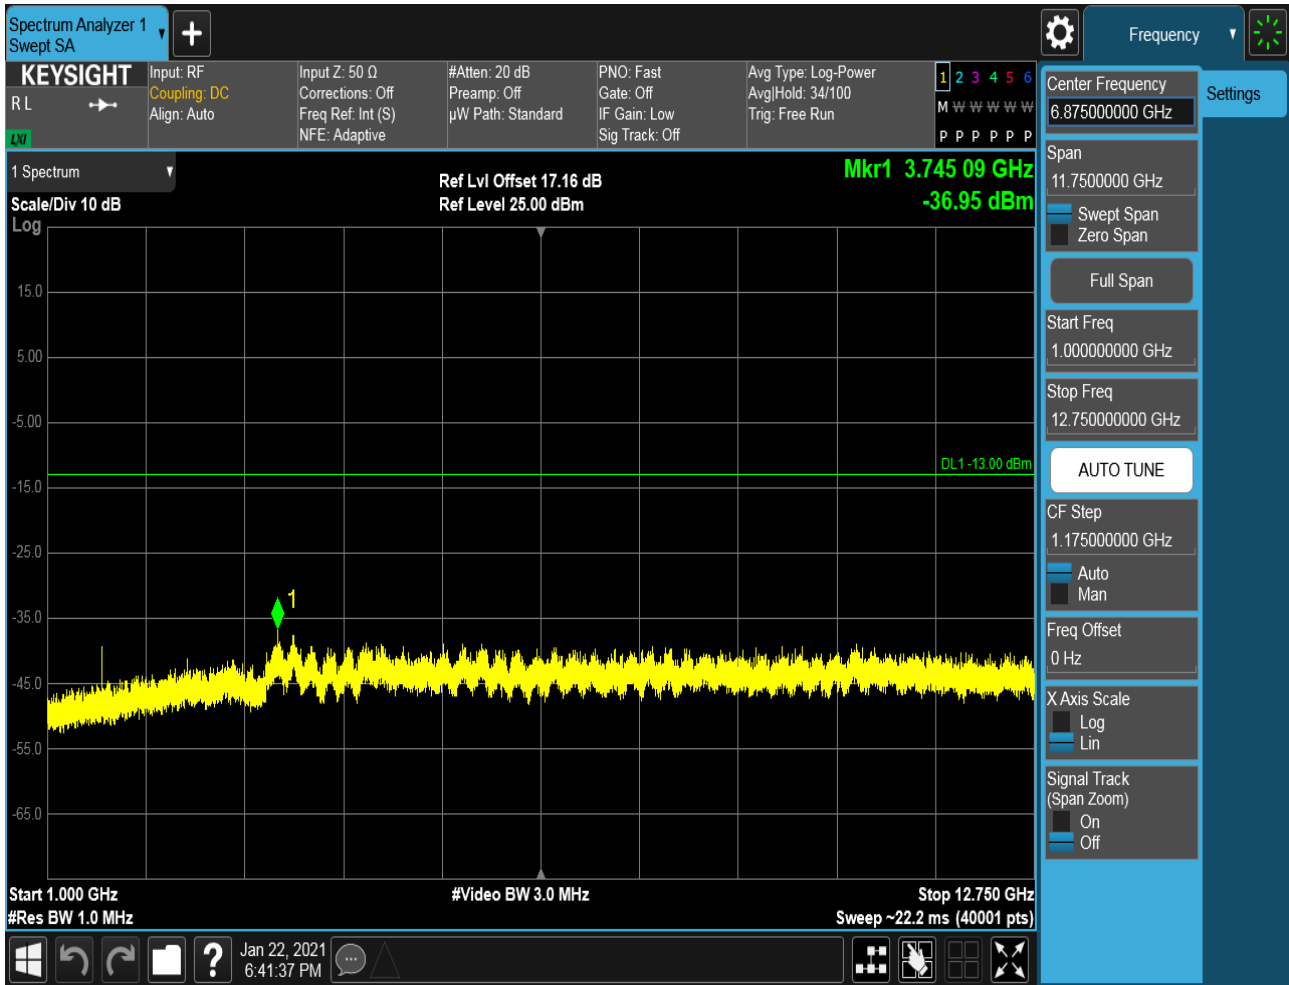 Spectrum Analyzer 1
Swept SA
Frequency
KEYSIGHT
R L
LXI
Input: RF
Coupling: DC
Align: Auto
Input Z: 50 Ω
Corrections: Off
Freq Ref: Int (S)
NFE: Adaptive
#Atten: 20 dB
Preamp: Off
µW Path: Standard
PNO: Fast
Gate: Off
IF Gain: Low
Sig Track: Off
Avg Type: Log-Power
Avg|Hold: 34/100
Trig: Free Run
1 2 3 4 5 6
M W W W W W
P P P P P P
1 Spectrum
Scale/Div 10 dB
Log
Ref Lvl Offset 17.16 dB
Ref Level 25.00 dBm
Mkr1 3.745 09 GHz
-36.95 dBm
15.0
5.00
-5.00
DL1 -13.00 dBm
-15.0
-25.0
1
-35.0
-45.0
-55.0
-65.0
Start 1.000 GHz
#Res BW 1.0 MHz
#Video BW 3.0 MHz
Stop 12.750 GHz
Sweep ~22.2 ms (40001 pts)
Center Frequency
6.875000000 GHz
Settings
Span
11.7500000 GHz
Swept Span
Zero Span
Full Span
Start Freq
1.000000000 GHz
Stop Freq
12.750000000 GHz
AUTO TUNE
CF Step
1.175000000 GHz
Auto
Man
Freq Offset
0 Hz
X Axis Scale
Log
Lin
Signal Track
(Span Zoom)
On
Off
?
Jan 22, 2021
6:41:37 PM